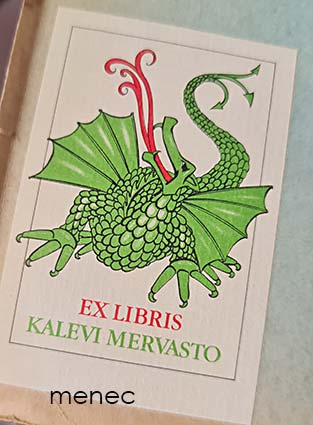 EX LIBRIS
KALEVI MERVASTO
menec